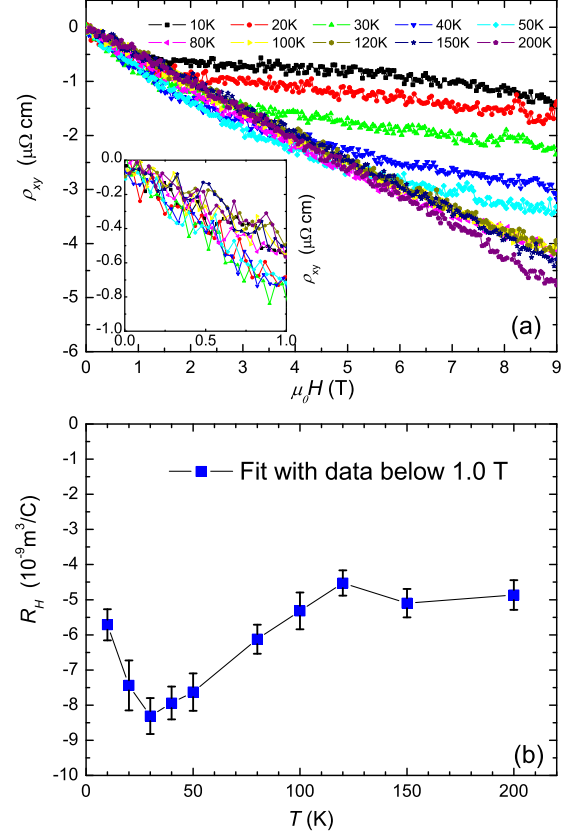 10K 20K 30K 40K 50K
80K 100K 120K 150K 200K
0
-1
-2
-3
-4
-5
-6
ρxy (μΩ cm)
0.0
-0.2
-0.4
-0.6
-0.8
-1.0
0.0 0.5 1.0
ρxy (μΩ cm)
(a)
0 1 2 3 4 5 6 7 8 9
μ0H (T)
0
-1
-2
-3
-4
-5
-6
-7
-8
-9
-10
RH (10⁻⁹m³/C)
Fit with data below 1.0 T
(b)
0 50 100 150 200
T (K)